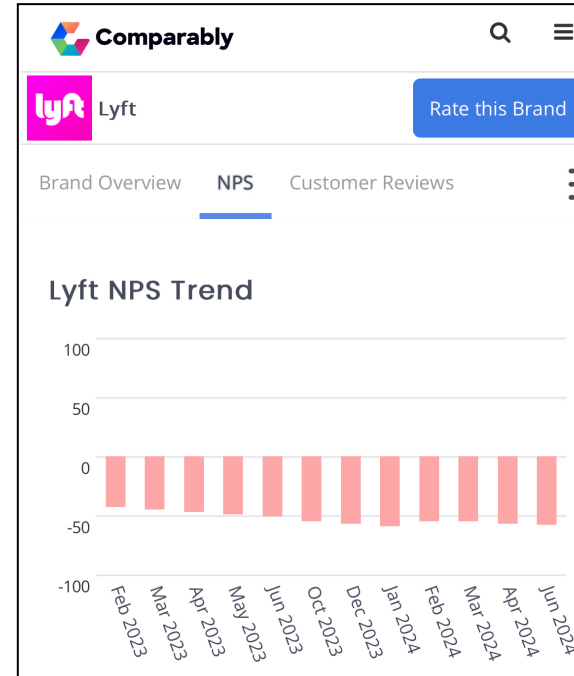 Comparably
lyft Lyft Rate this Brand
Brand Overview NPS Customer Reviews
Lyft NPS Trend
100
50
0
-50
-100
Feb 2023 Mar 2023 Apr 2023 May 2023 Jun 2023 Oct 2023 Dec 2023 Jan 2024 Feb 2024 Mar 2024 Apr 2024 Jun 2024